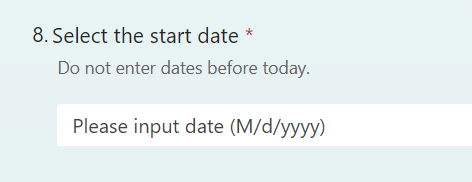 8. Select the start date *
Do not enter dates before today.
Please input date (M/d/yyyy)